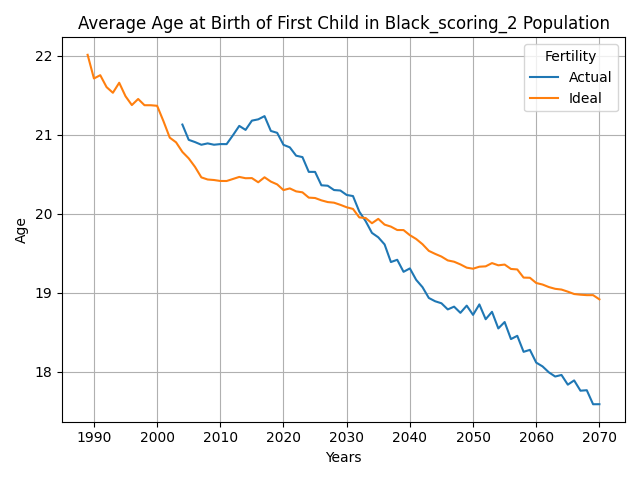 Average Age at Birth of First Child in Black_scoring_2 Population
Fertility
Actual
Ideal
Age
22
21
20
19
18
1990 2000 2010 2020 2030 2040 2050 2060 2070
Years